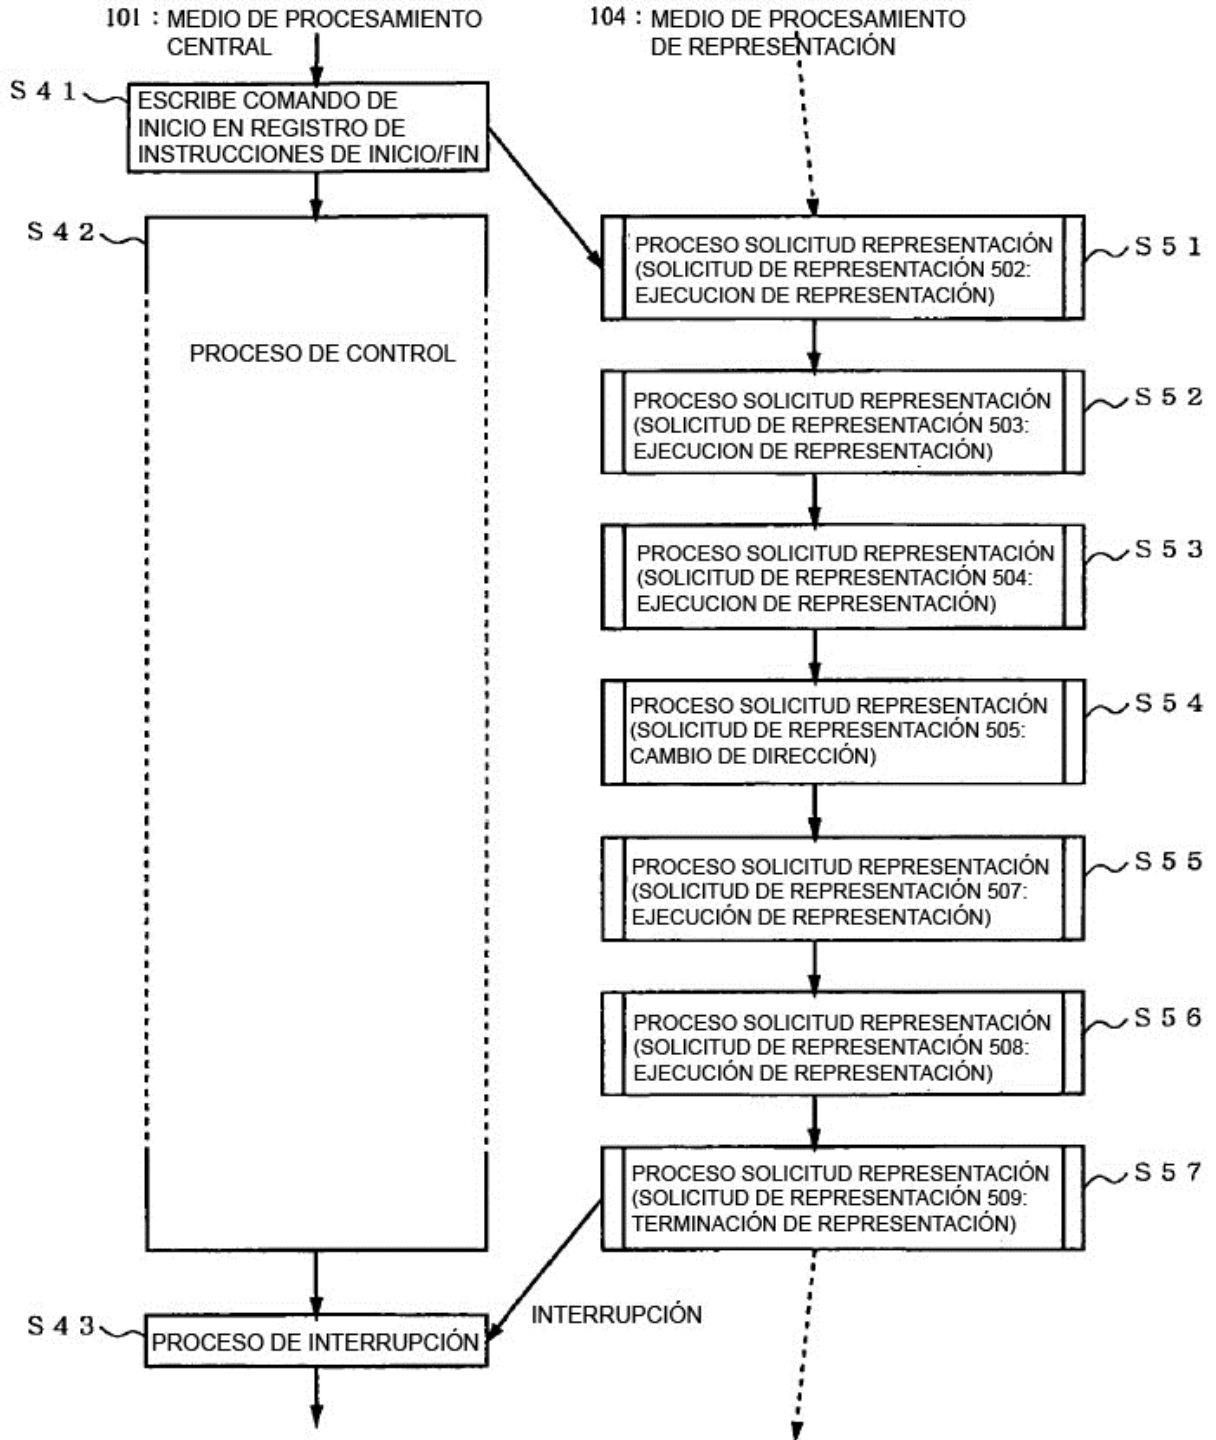 101 : MEDIO DE PROCESAMIENTO
CENTRAL
104 : MEDIO DE PROCESAMIENTO
DE REPRESENTACIÓN
S 4 1
ESCRIBE COMANDO DE
INICIO EN REGISTRO DE
INSTRUCCIONES DE INICIO/FIN
S 4 2
PROCESO DE CONTROL
PROCESO SOLICITUD REPRESENTACIÓN
(SOLICITUD DE REPRESENTACIÓN 502:
EJECUCION DE REPRESENTACIÓN)
S 5 1
PROCESO SOLICITUD REPRESENTACIÓN
(SOLICITUD DE REPRESENTACIÓN 503:
EJECUCION DE REPRESENTACIÓN)
S 5 2
PROCESO SOLICITUD REPRESENTACIÓN
(SOLICITUD DE REPRESENTACIÓN 504:
EJECUCION DE REPRESENTACIÓN)
S 5 3
PROCESO SOLICITUD REPRESENTACIÓN
(SOLICITUD DE REPRESENTACIÓN 505:
CAMBIO DE DIRECCIÓN)
S 5 4
PROCESO SOLICITUD REPRESENTACIÓN
(SOLICITUD DE REPRESENTACIÓN 507:
EJECUCIÓN DE REPRESENTACIÓN)
S 5 5
PROCESO SOLICITUD REPRESENTACIÓN
(SOLICITUD DE REPRESENTACIÓN 508:
EJECUCIÓN DE REPRESENTACIÓN)
S 5 6
PROCESO SOLICITUD REPRESENTACIÓN
(SOLICITUD DE REPRESENTACIÓN 509:
TERMINACIÓN DE REPRESENTACIÓN)
S 5 7
INTERRUPCIÓN
S 4 3
PROCESO DE INTERRUPCIÓN